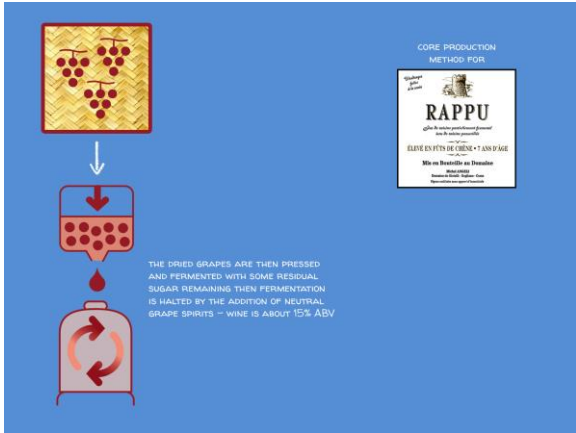 CORE PRODUCTION
METHOD FOR
RAPPU
ÉLEVÉ EN FÛTS DE CHÊNE • 7 ANS D'ÂGE
Mis en Bouteille au Domaine
THE DRIED GRAPES ARE THEN PRESSED
AND FERMENTED WITH SOME RESIDUAL
SUGAR REMAINING THEN FERMENTATION
IS HALTED BY THE ADDITION OF NEUTRAL
GRAPE SPIRITS – WINE IS ABOUT 15% ABV